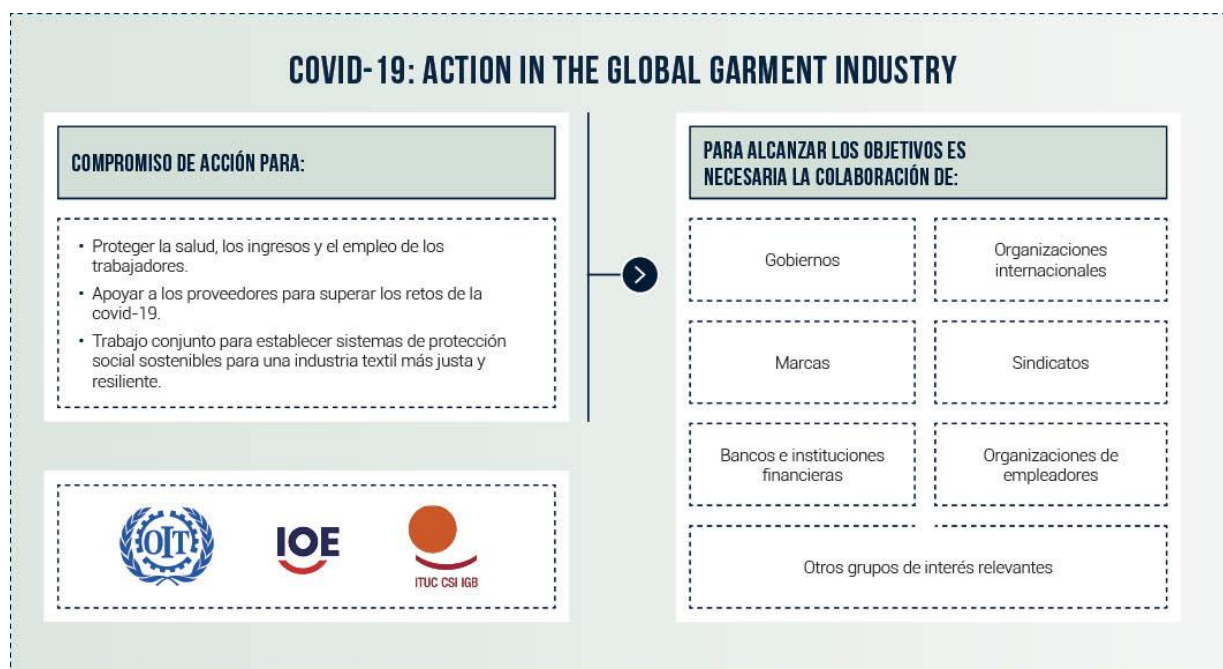 COVID-19: ACTION IN THE GLOBAL GARMENT INDUSTRY
COMPROMISO DE ACCIÓN PARA:
• Proteger la salud, los ingresos y el empleo de los
trabajadores.
• Apoyar a los proveedores para superar los retos de la
covid-19.
• Trabajo conjunto para establecer sistemas de protección
social sostenibles para una industria textil más justa y
resiliente.
OIT
IOE
ITUC CSI IGB
PARA ALCANZAR LOS OBJETIVOS ES
NECESARIA LA COLABORACIÓN DE:
Gobiernos
Organizaciones
internacionales
Marcas
Sindicatos
Bancos e instituciones
financieras
Organizaciones de
empleadores
Otros grupos de interés relevantes